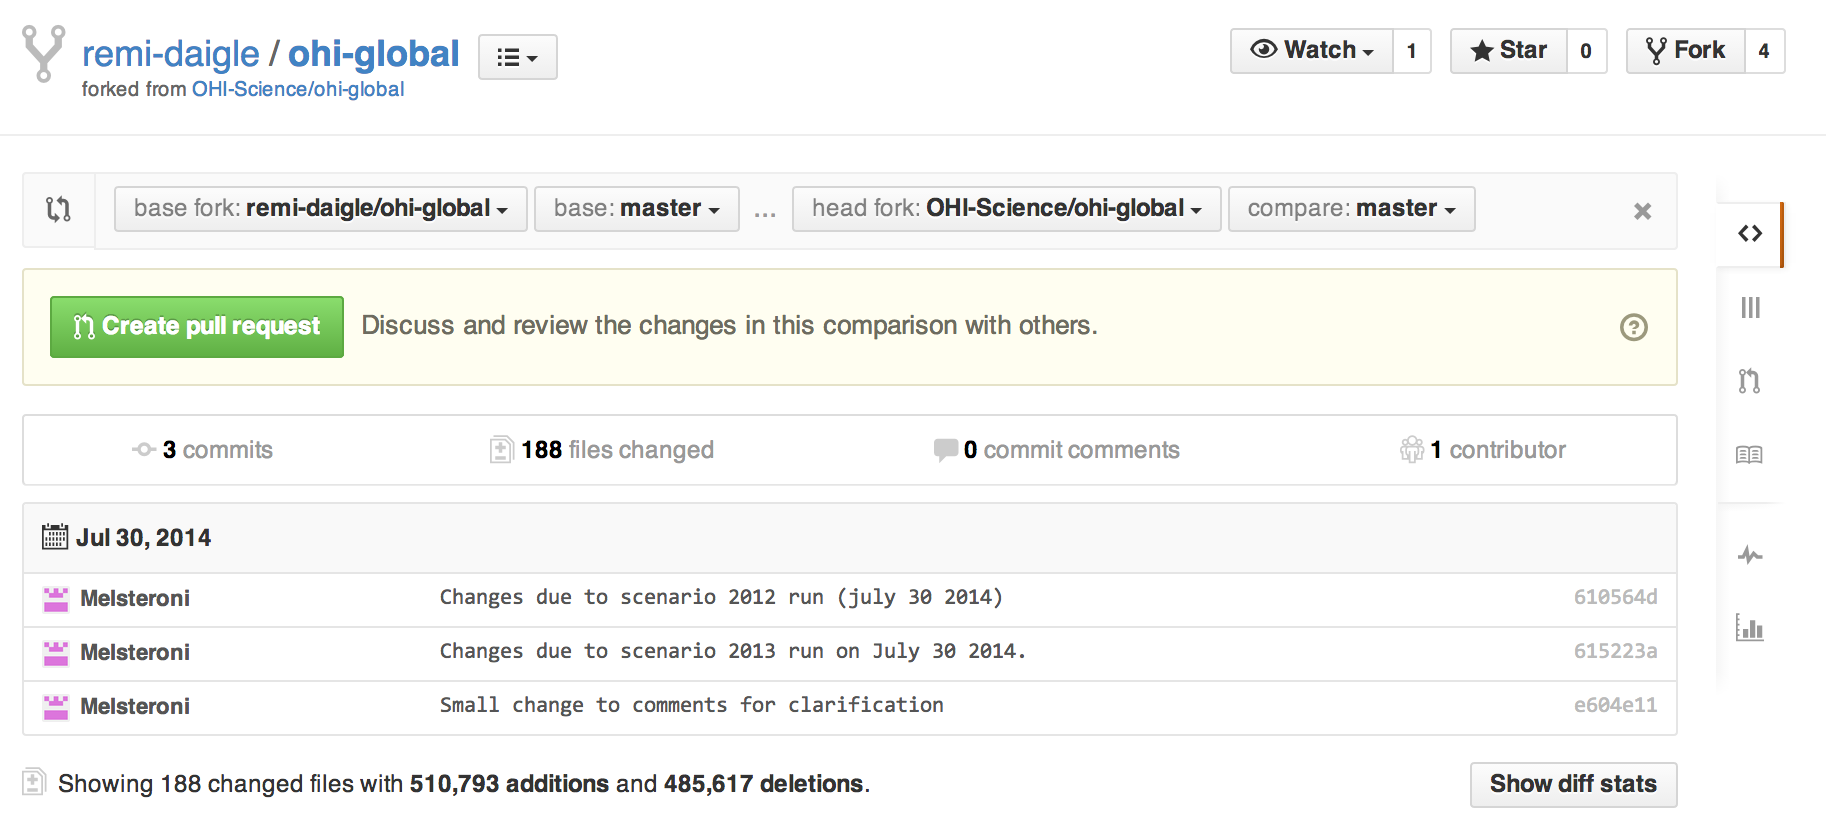 remi-daigle / ohi-global
forked from OHI-Science/ohi-global
Watch 1 Star 0 Fork 4
base fork: remi-daigle/ohi-global base: master ... head fork: OHI-Science/ohi-global compare: master
Create pull request Discuss and review the changes in this comparison with others.
3 commits 188 files changed 0 commit comments 1 contributor
Jul 30, 2014
Melsteroni Changes due to scenario 2012 run (july 30 2014) 610564d
Melsteroni Changes due to scenario 2013 run on July 30 2014. 615223a
Melsteroni Small change to comments for clarification e604e11
Showing 188 changed files with 510,793 additions and 485,617 deletions. Show diff stats